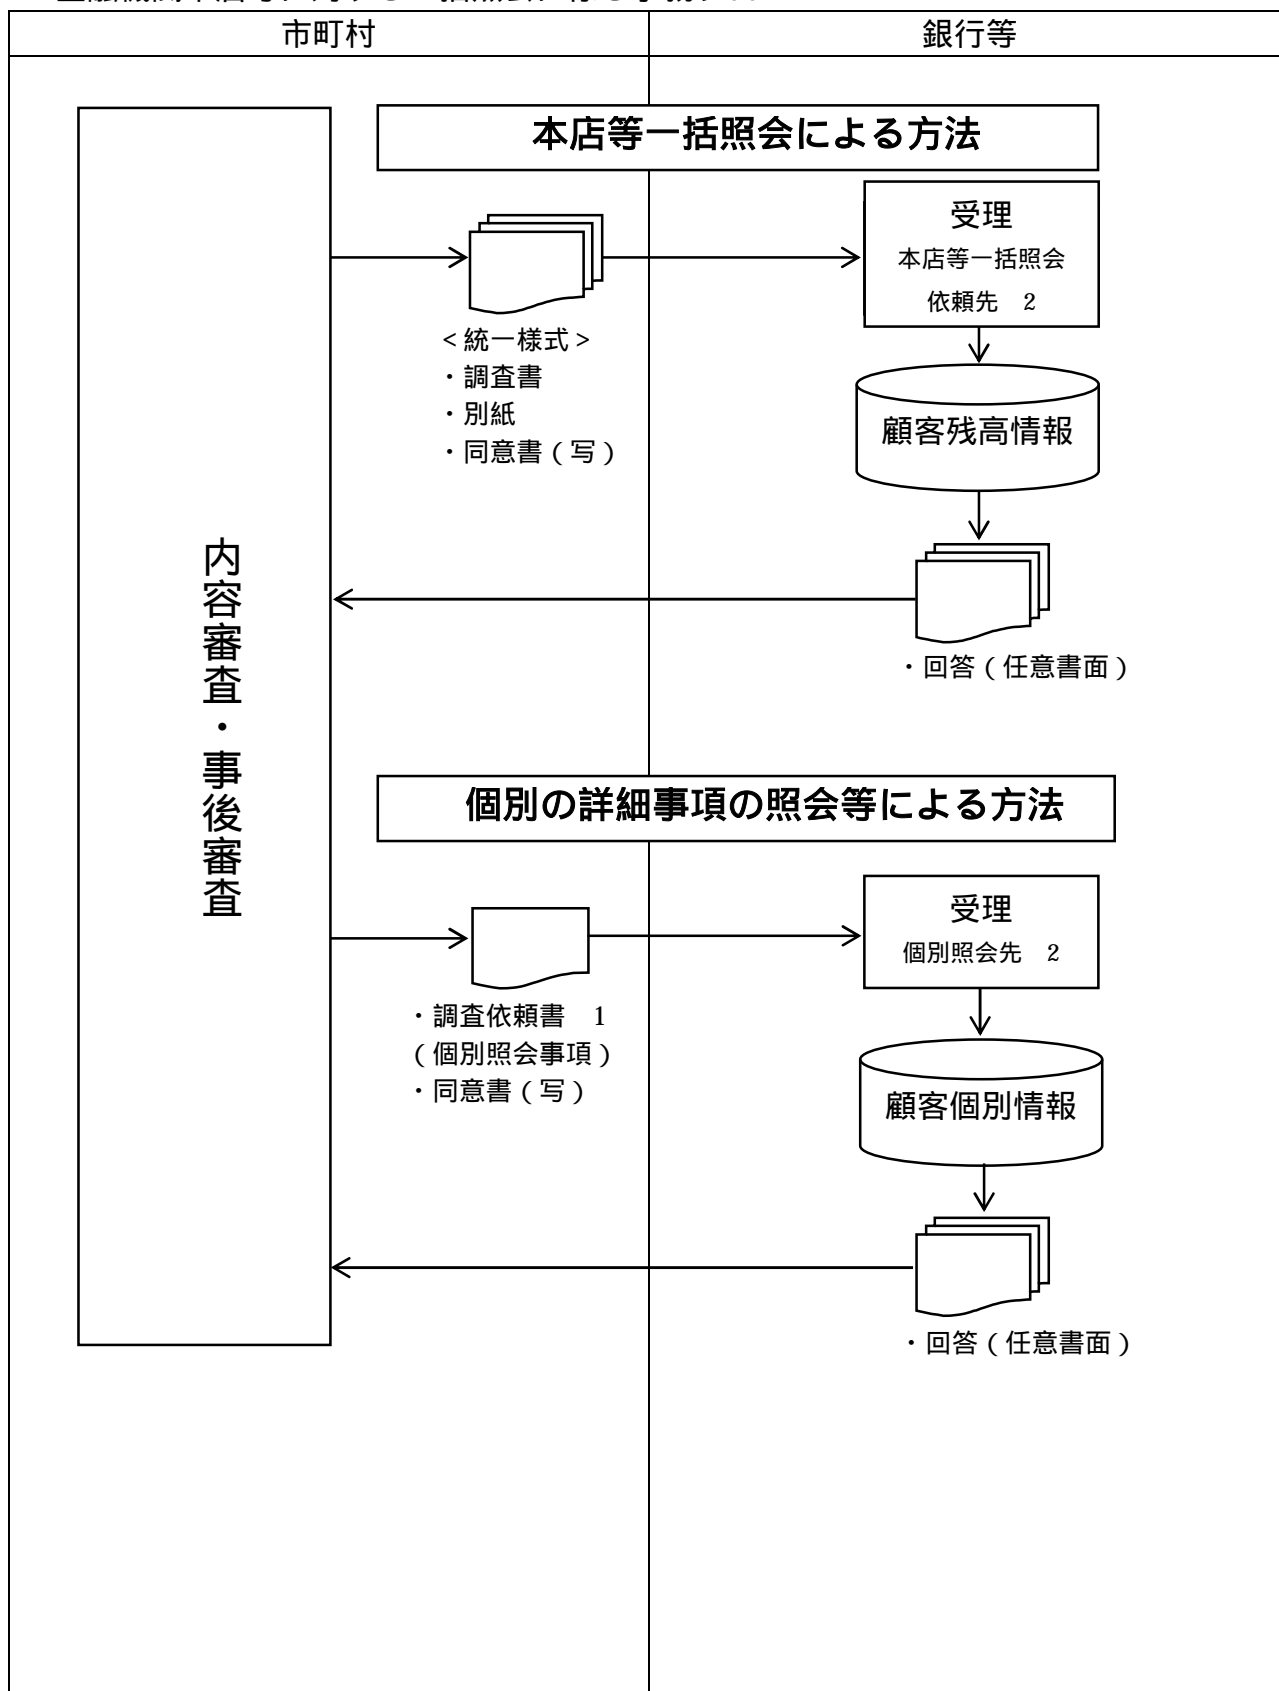 市町村
銀行等
本店等一括照会による方法
受理
本店等一括照会
依頼先　2
<統一様式>
・調査書
・別紙
・同意書（写）
顧客残高情報
・回答（任意書面）
内容審査・事後審査
個別の詳細事項の照会等による方法
受理
個別照会先　2
・調査依頼書　1
（個別照会事項）
・同意書（写）
顧客個別情報
・回答（任意書面）